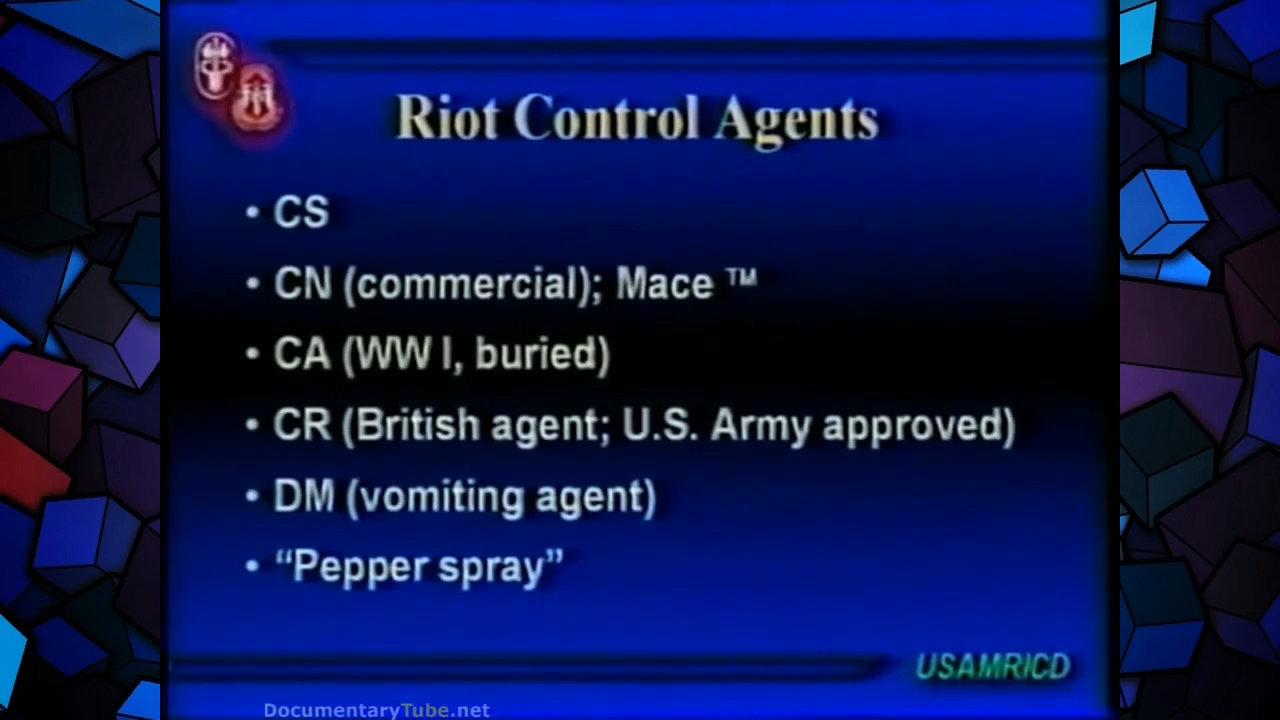 Riot Control Agents
• CS
• CN (commercial); Mace ™
• CA (WW I, buried)
• CR (British agent; U.S. Army approved)
• DM (vomiting agent)
• “Pepper spray”
USAMRICD
DocumentaryTube.net